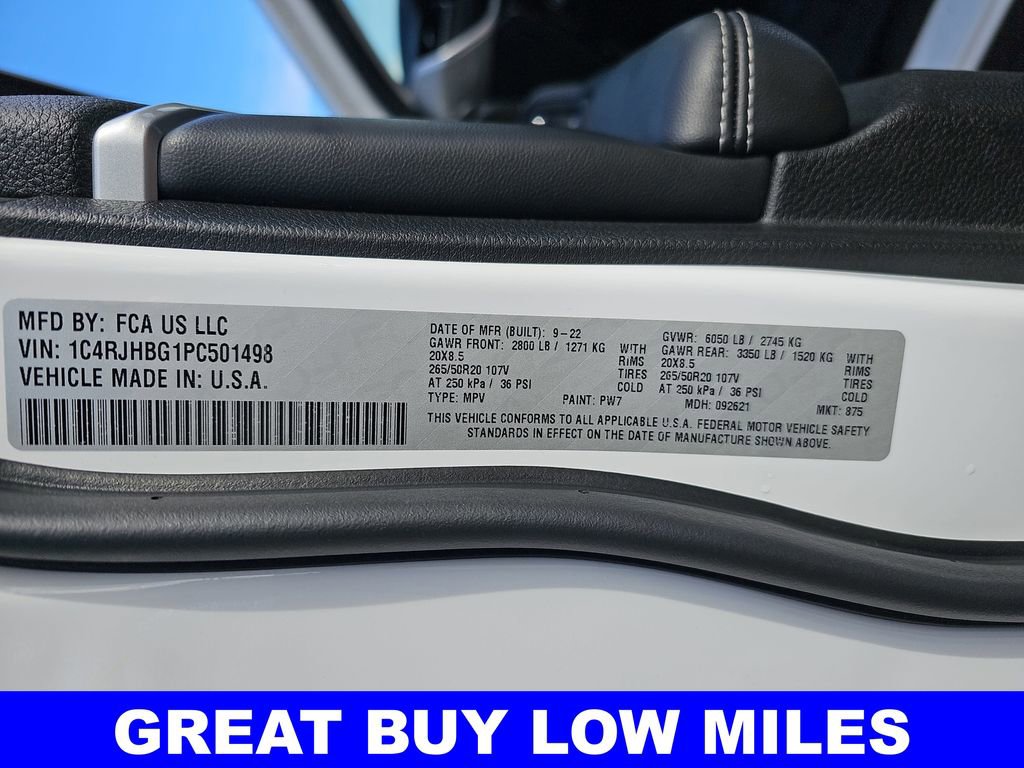 MFD BY: FCA US LLC
VIN: 1C4RJHBG1PC501498
VEHICLE MADE IN: U.S.A.
DATE OF MFR (BUILT): 9-22
GAWR FRONT: 2800 LB / 1271 KG WITH
20X8.5 RIMS
265/50R20 107V TIRES
AT 250 kPa / 36 PSI COLD
TYPE: MPV PAINT: PW7
GVWR: 6050 LB / 2745 KG
GAWR REAR: 3350 LB / 1520 KG WITH
20X8.5 RIMS
265/50R20 107V TIRES
AT 250 kPa / 36 PSI COLD
MDH: 092621 MKT: 875
THIS VEHICLE CONFORMS TO ALL APPLICABLE U.S.A. FEDERAL MOTOR VEHICLE SAFETY
STANDARDS IN EFFECT ON THE DATE OF MANUFACTURE SHOWN ABOVE.
GREAT BUY LOW MILES